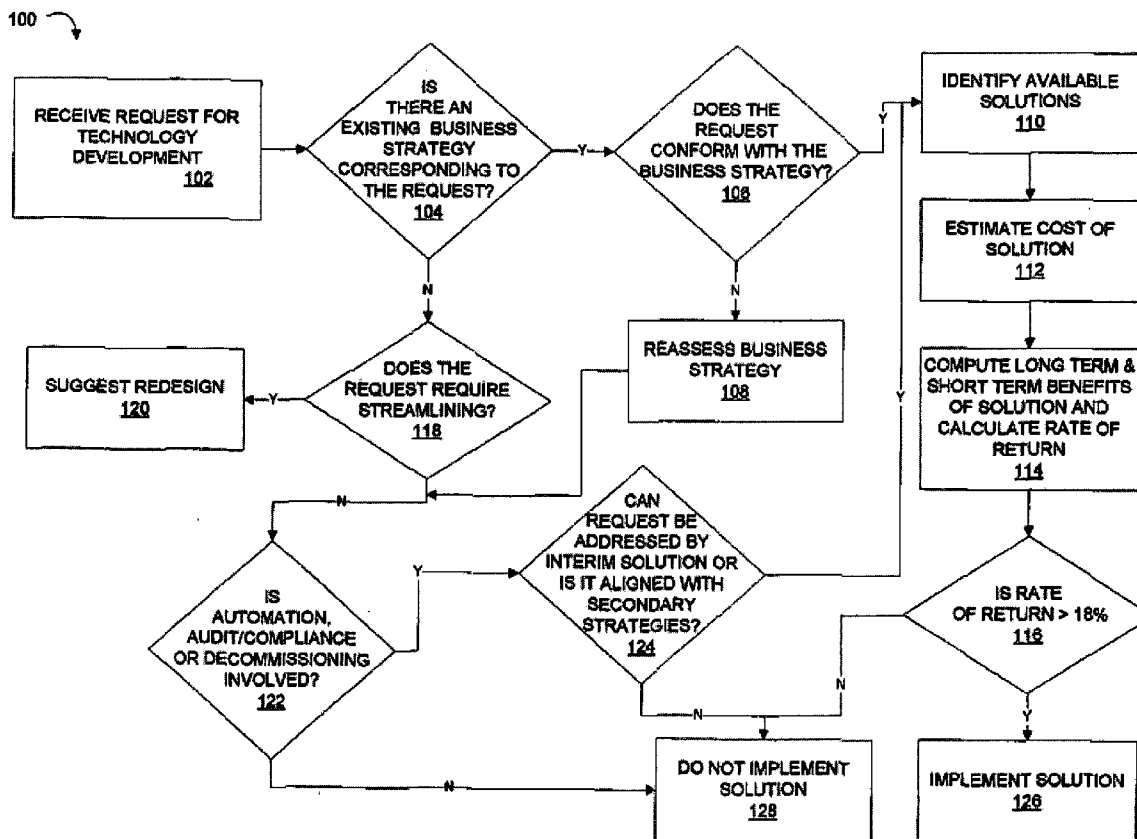 100
RECEIVE REQUEST FOR
TECHNOLOGY
DEVELOPMENT
102
IS
THERE AN
EXISTING BUSINESS
STRATEGY
CORRESPONDING TO
THE REQUEST?
104
Y
N
DOES THE
REQUEST
CONFORM WITH THE
BUSINESS STRATEGY?
106
Y
N
IDENTIFY AVAILABLE
SOLUTIONS
110
ESTIMATE COST OF
SOLUTION
112
SUGGEST REDESIGN
120
Y
DOES THE
REQUEST REQUIRE
STREAMLINING?
118
N
REASSESS BUSINESS
STRATEGY
108
COMPUTE LONG TERM &
SHORT TERM BENEFITS
OF SOLUTION AND
CALCULATE RATE OF
RETURN
114
IS
AUTOMATION,
AUDIT/COMPLIANCE
OR DECOMMISSIONING
INVOLVED?
122
Y
N
CAN
REQUEST BE
ADDRESSED BY
INTERIM SOLUTION OR
IS IT ALIGNED WITH
SECONDARY
STRATEGIES?
124
Y
N
IS RATE
OF RETURN > 18%
116
N
Y
DO NOT IMPLEMENT
SOLUTION
128
IMPLEMENT SOLUTION
126